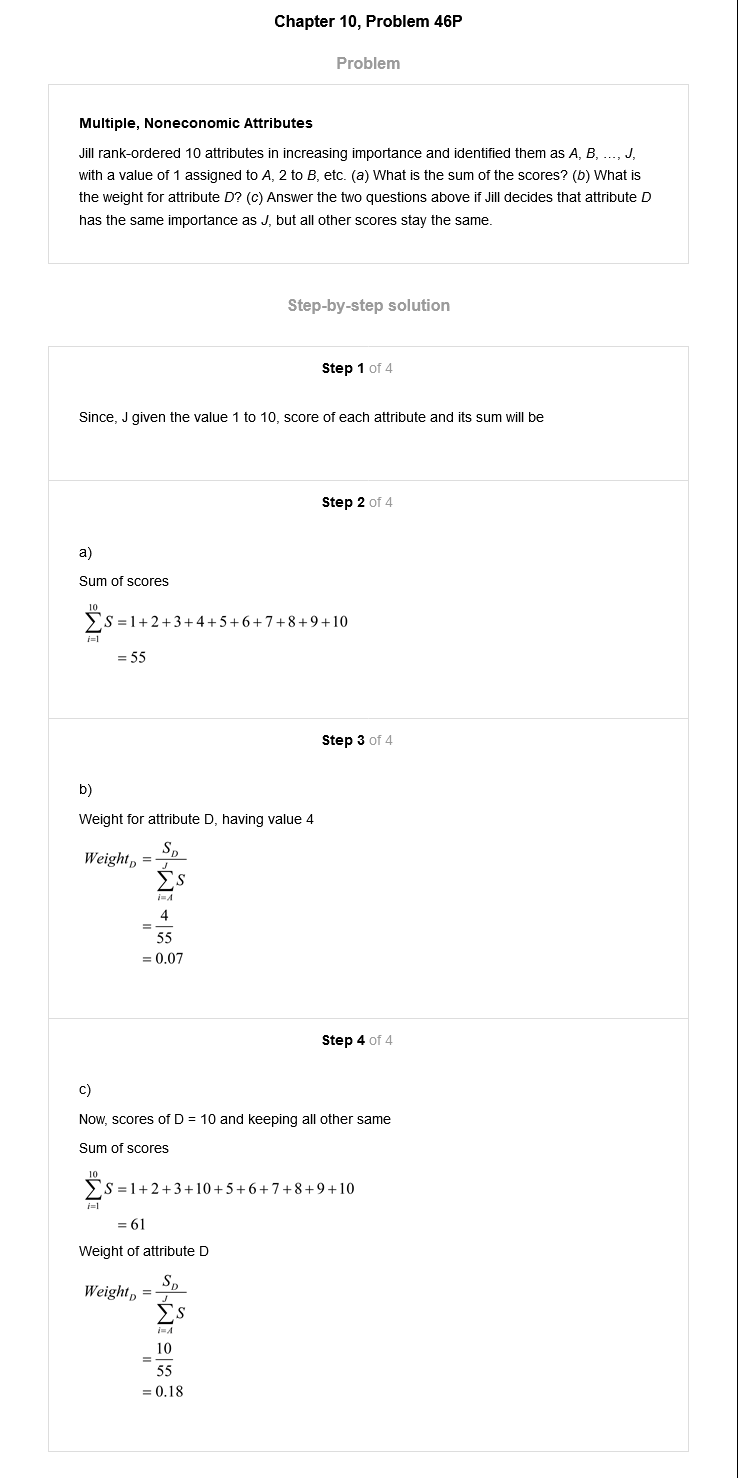 Chapter 10, Problem 46P
Problem
Multiple, Noneconomic Attributes
Jill rank-ordered 10 attributes in increasing importance and identified them as A, B, ..., J,
with a value of 1 assigned to A, 2 to B, etc. (a) What is the sum of the scores? (b) What is
the weight for attribute D? (c) Answer the two questions above if Jill decides that attribute D
has the same importance as J, but all other scores stay the same.
Step-by-step solution
Step 1 of 4
Since, J given the value 1 to 10, score of each attribute and its sum will be
Step 2 of 4
a)
Sum of scores
10
∑ S = 1+2+3+4+5+6+7+8+9+10
i=1
= 55
Step 3 of 4
b)
Weight for attribute D, having value 4
S_D
Weight_D =
J
∑ S
i=A
4
=
55
= 0.07
Step 4 of 4
c)
Now, scores of D = 10 and keeping all other same
Sum of scores
10
∑ S = 1+2+3+10+5+6+7+8+9+10
i=1
= 61
Weight of attribute D
S_D
Weight_D =
J
∑ S
i=A
10
=
55
= 0.18